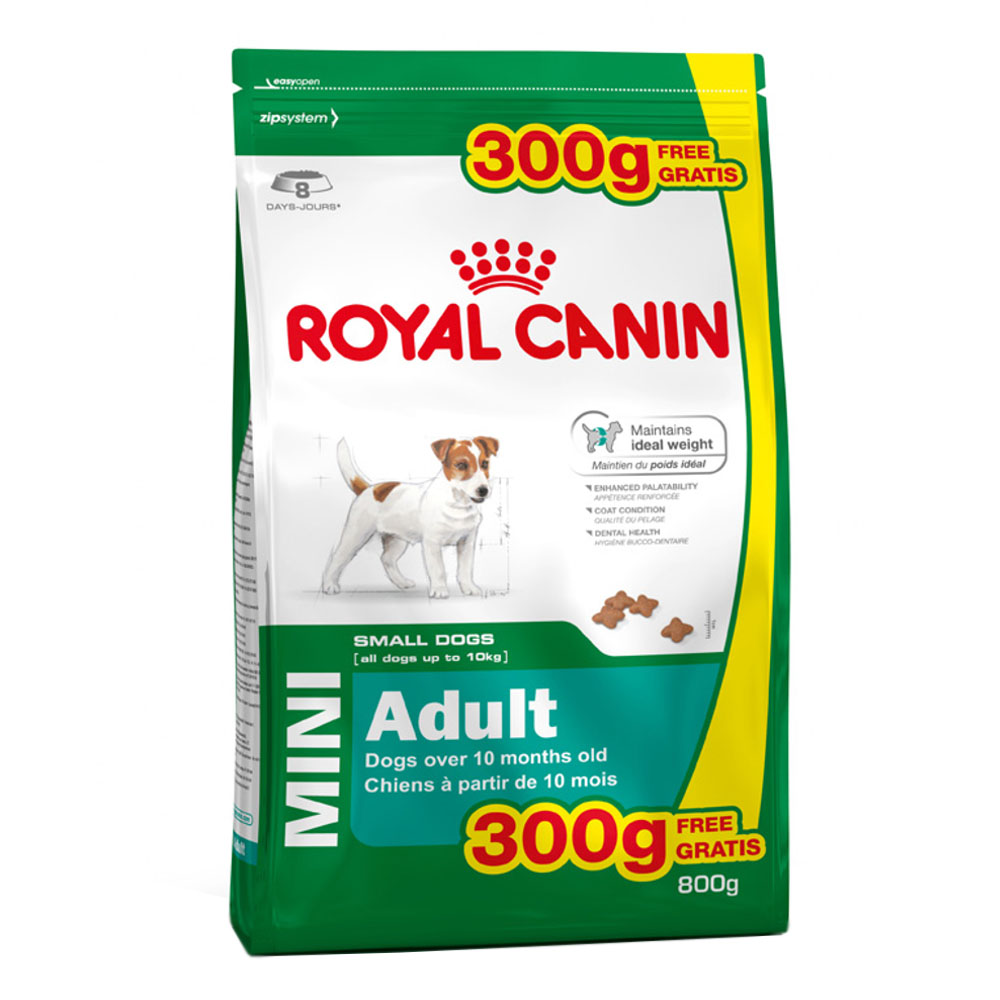 easyopen
zipsystem
300g FREE GRATIS
8
DAYS-JOURS*
ROYAL CANIN
Maintains
ideal weight
Maintien du poids idéal
ENHANCED PALATABILITY
APPÉTENCE RENFORCÉE
COAT CONDITION
QUALITÉ DU PELAGE
DENTAL HEALTH
HYGIÈNE BUCCO-DENTAIRE
SMALL DOGS
[all dogs up to 10kg]
MINI
Adult
Dogs over 10 months old
Chiens à partir de 10 mois
300g FREE GRATIS
800g